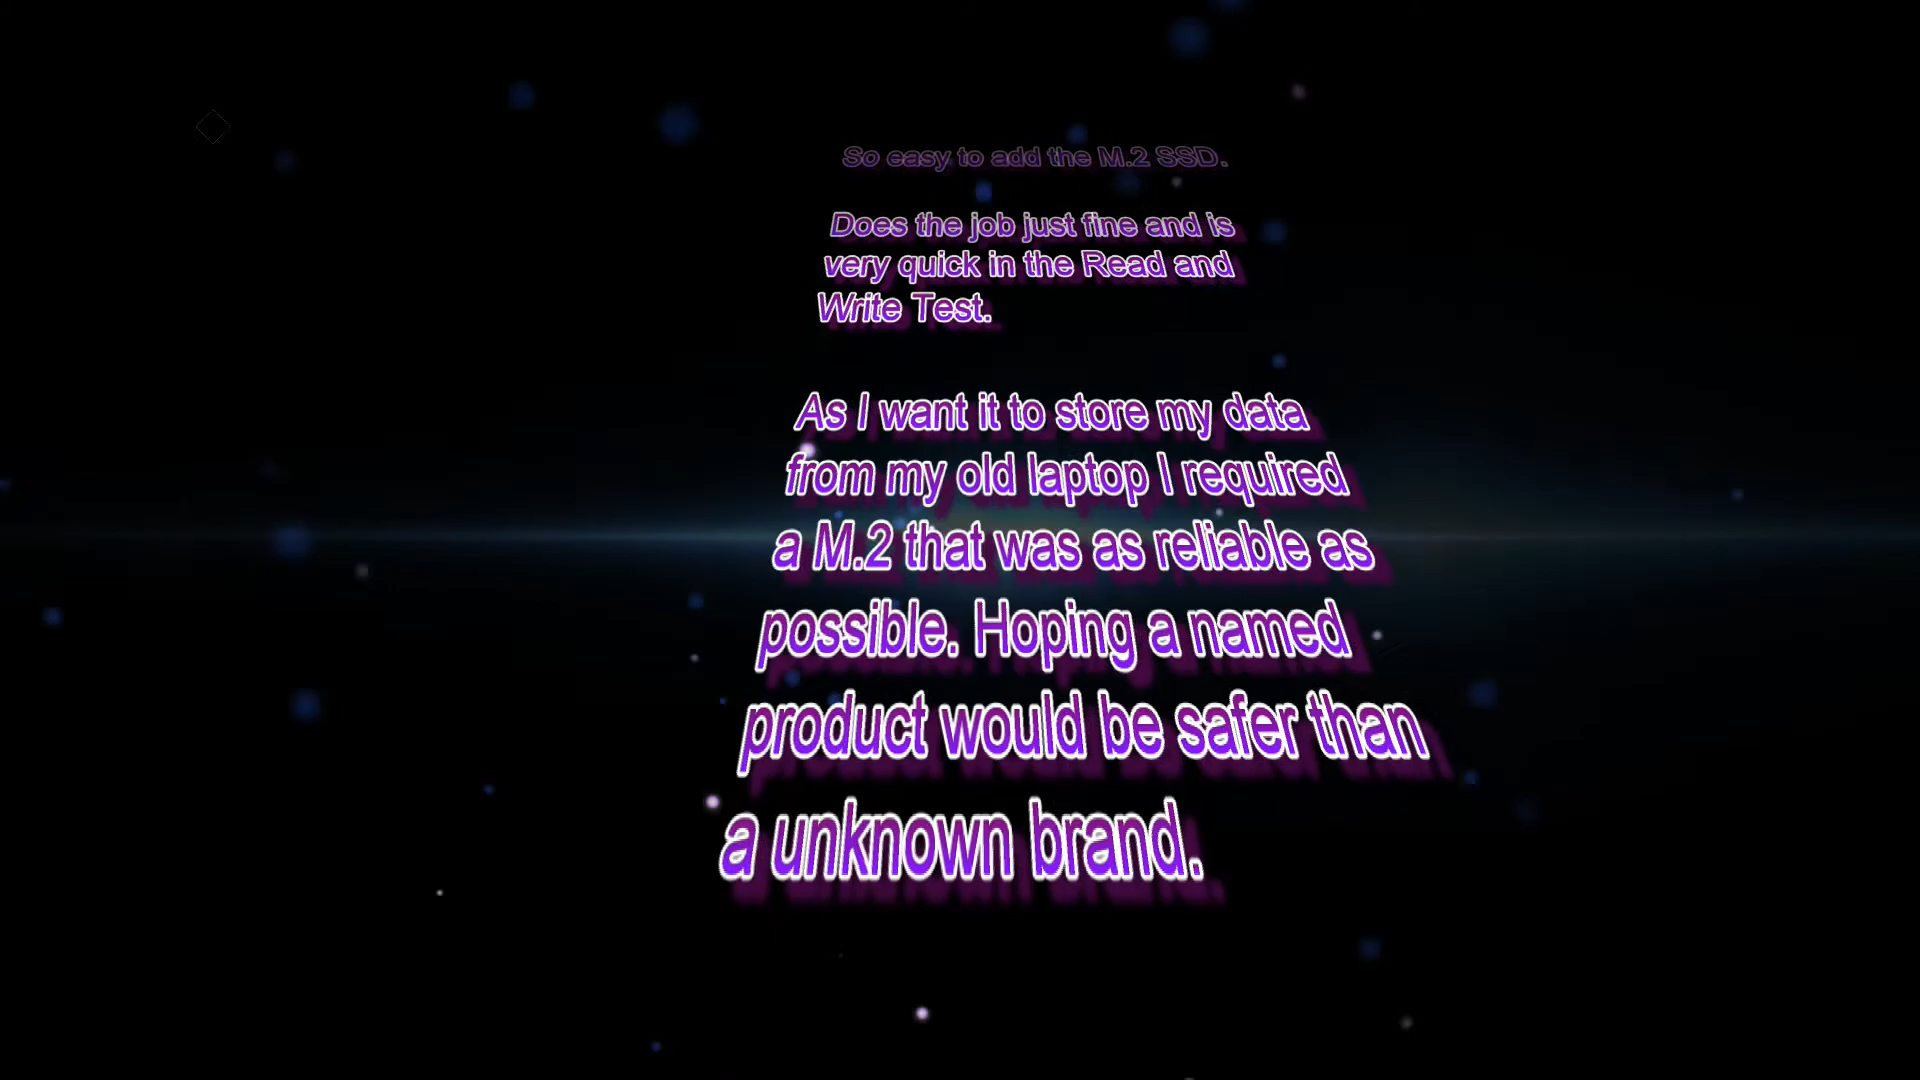 So easy to add the M.2 SSD.
Does the job just fine and is
very quick in the Read and
Write Test.
As I want it to store my data
from my old laptop I required
a M.2 that was as reliable as
possible. Hoping a named
product would be safer than
a unknown brand.